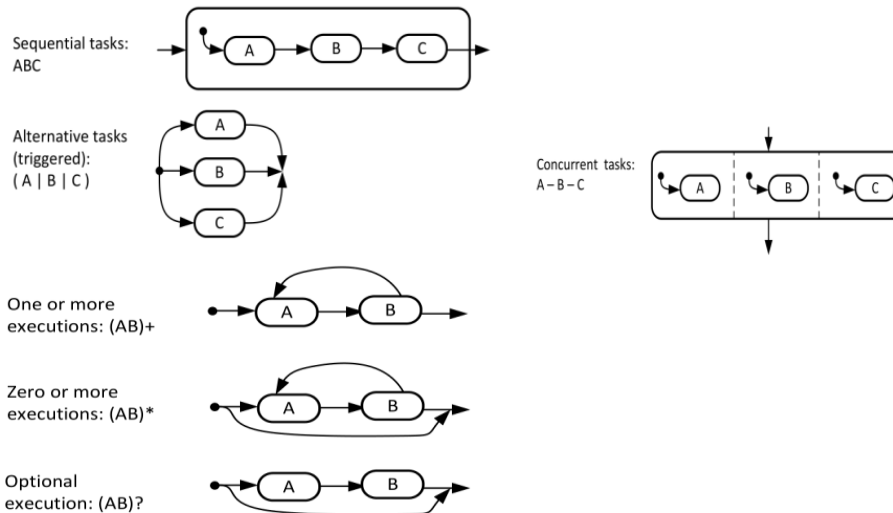 Sequential tasks:
ABC
A
B
C
Alternative tasks
(triggered):
( A | B | C )
A
B
C
Concurrent tasks:
A – B – C
A
B
C
One or more
executions: (AB)+
A
B
Zero or more
executions: (AB)*
A
B
Optional
execution: (AB)?
A
B